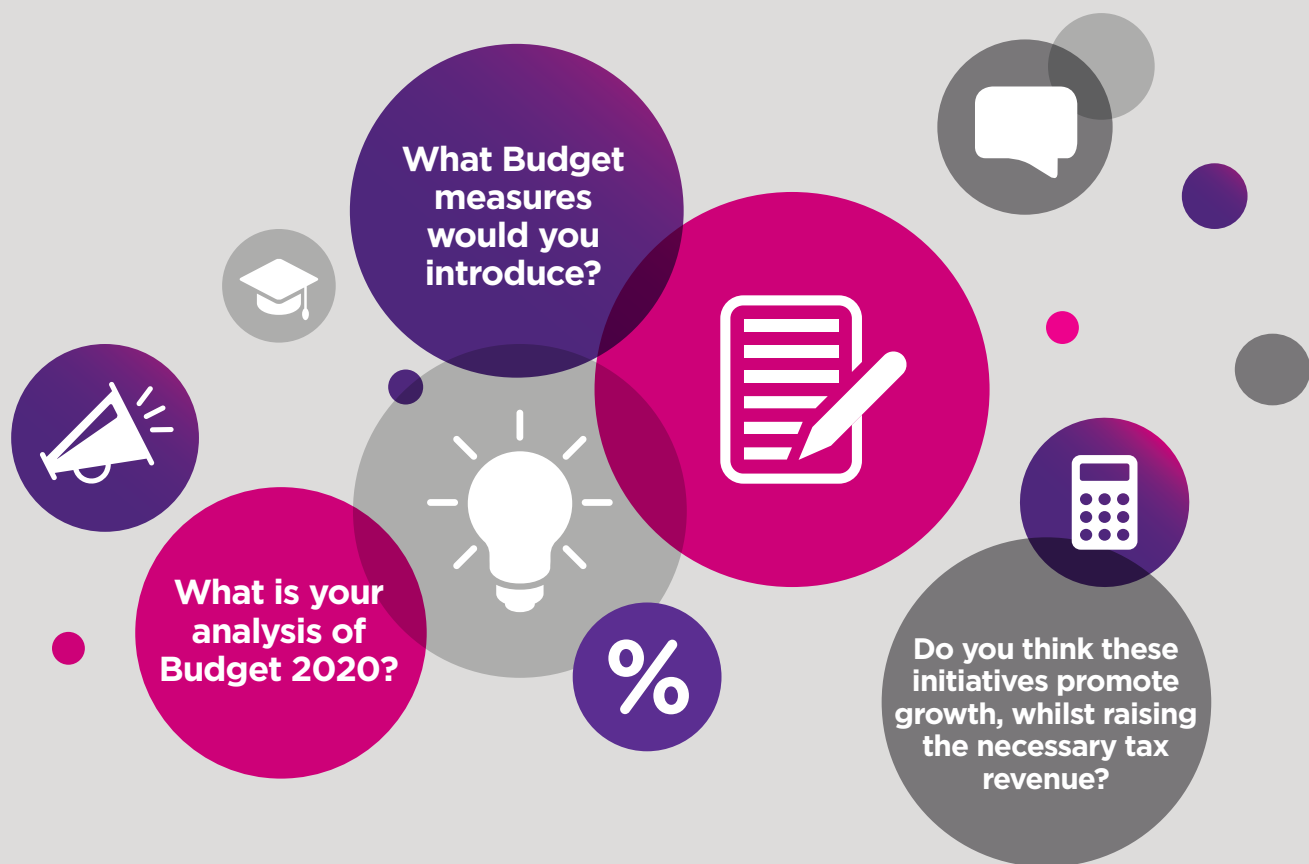 What Budget
measures
would you
introduce?
What is your
analysis of
Budget 2020?
%
Do you think these
initiatives promote
growth, whilst raising
the necessary tax
revenue?